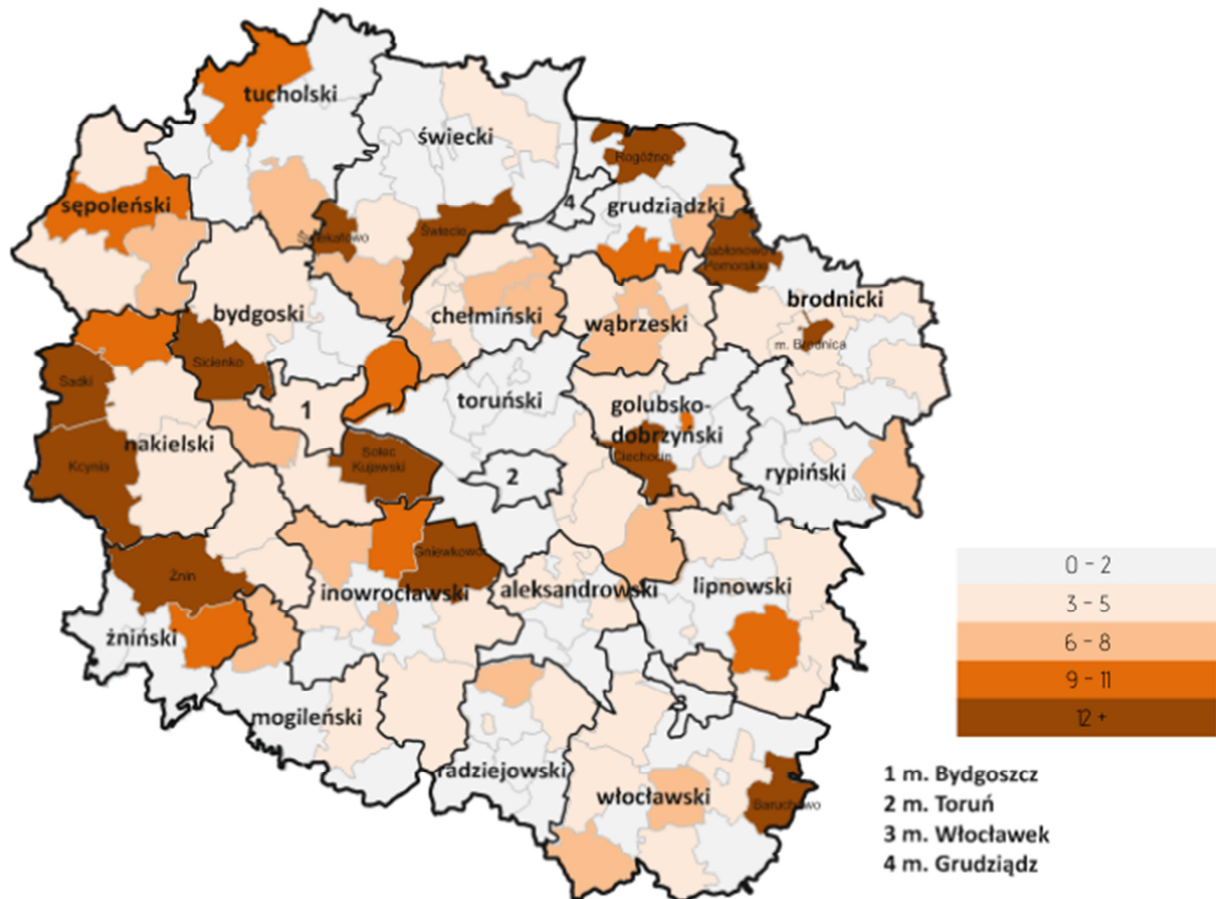 tucholski
świecki
Rogóźno
sępoleński
4
grudziądzki
Świekatowo
Świecie
Jabłonowo
Pomorskie
brodnicki
bydgoski
chełmiński
wąbrzeski
m. Brodnica
Sicienko
Sadki
1
toruński
golubsko-
dobrzyński
nakielski
Kcynia
Solec
Kujawski
Ciechocin
2
rypiński
Gniewkowo
Żnin
inowrocławski
aleksandrowski
lipnowski
żniński
3
mogileński
radziejowski
włocławski
Baruchowo
0 - 2
3 - 5
6 - 8
9 - 11
12 +
1 m. Bydgoszcz
2 m. Toruń
3 m. Włocławek
4 m. Grudziądz